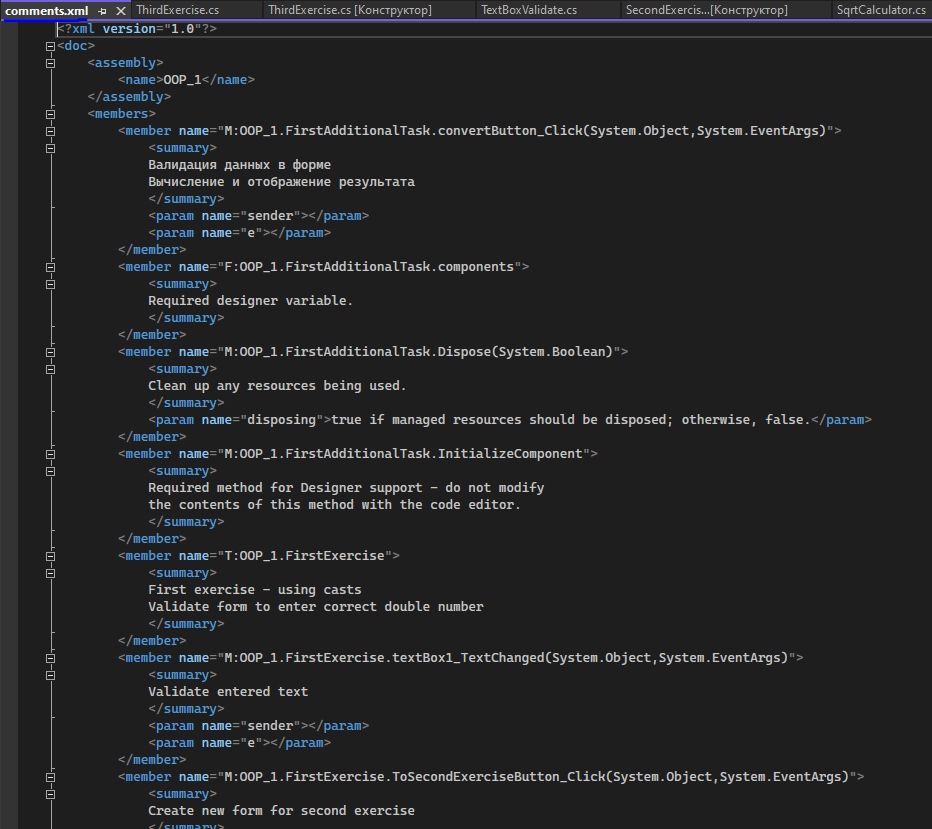 comments.xml ThirdExercise.cs ThirdExercise.cs [Конструктор] TextBoxValidate.cs SecondExercis...[Конструктор] SqrtCalculator.cs
<?xml version="1.0"?>
<doc>
<assembly>
<name>OOP_1</name>
</assembly>
<members>
<member name="M:OOP_1.FirstAdditionalTask.convertButton_Click(System.Object,System.EventArgs)">
<summary>
Валидация данных в форме
Вычисление и отображение результата
</summary>
<param name="sender"></param>
<param name="e"></param>
</member>
<member name="F:OOP_1.FirstAdditionalTask.components">
<summary>
Required designer variable.
</summary>
</member>
<member name="M:OOP_1.FirstAdditionalTask.Dispose(System.Boolean)">
<summary>
Clean up any resources being used.
</summary>
<param name="disposing">true if managed resources should be disposed; otherwise, false.</param>
</member>
<member name="M:OOP_1.FirstAdditionalTask.InitializeComponent">
<summary>
Required method for Designer support - do not modify
the contents of this method with the code editor.
</summary>
</member>
<member name="T:OOP_1.FirstExercise">
<summary>
First exercise - using casts
Validate form to enter correct double number
</summary>
</member>
<member name="M:OOP_1.FirstExercise.textBox1_TextChanged(System.Object,System.EventArgs)">
<summary>
Validate entered text
</summary>
<param name="sender"></param>
<param name="e"></param>
</member>
<member name="M:OOP_1.FirstExercise.ToSecondExerciseButton_Click(System.Object,System.EventArgs)">
<summary>
Create new form for second exercise
</summary>